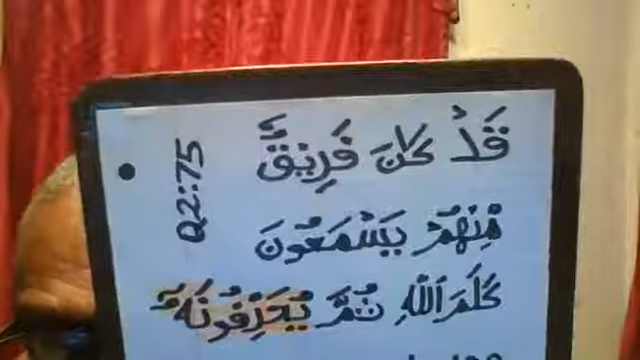 قَدْ كَانَ فَرِيقٌ
مِّنْهُمْ يَسْمَعُونَ
كَلَمَ اللَّهِ ثُمَّ يُحَرِّفُونَهُ
Q2:75